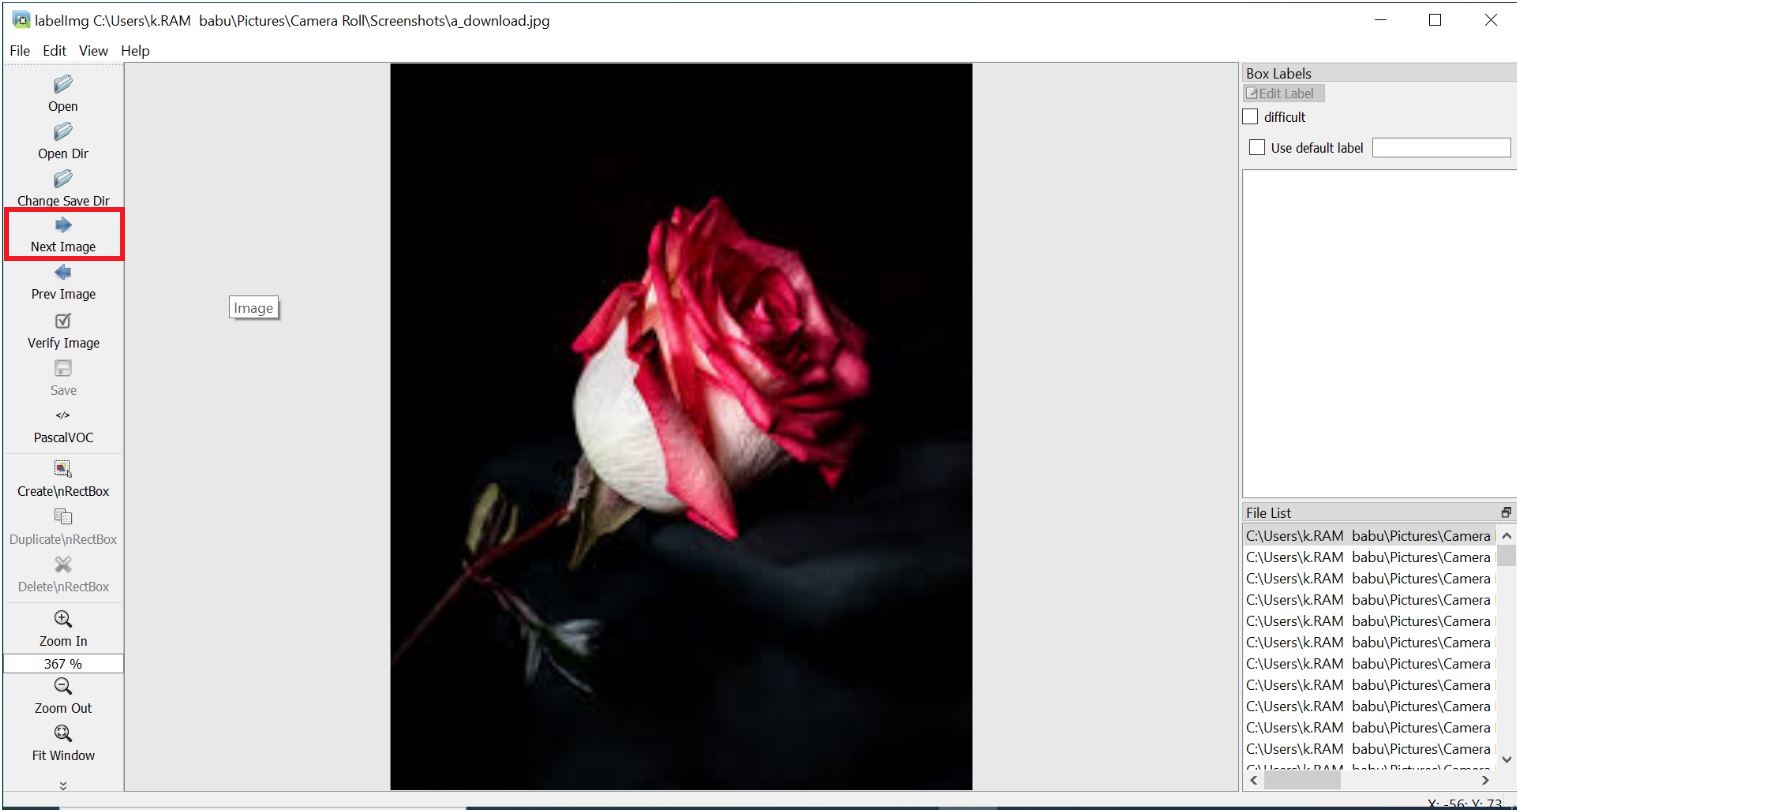 labelImg C:\Users\k.RAM  babu\Pictures\Camera Roll\Screenshots\a_download.jpg
File Edit View Help
Open
Open Dir
Change Save Dir
Next Image
Prev Image
Verify Image
Save
</>
PascalVOC
Create\nRectBox
Duplicate\nRectBox
Delete\nRectBox
Zoom In
367 %
Zoom Out
Fit Window
Image
Box Labels
Edit Label
difficult
Use default label
File List
C:\Users\k.RAM  babu\Pictures\Camera
C:\Users\k.RAM  babu\Pictures\Camera
C:\Users\k.RAM  babu\Pictures\Camera
C:\Users\k.RAM  babu\Pictures\Camera
C:\Users\k.RAM  babu\Pictures\Camera
C:\Users\k.RAM  babu\Pictures\Camera
C:\Users\k.RAM  babu\Pictures\Camera
C:\Users\k.RAM  babu\Pictures\Camera
C:\Users\k.RAM  babu\Pictures\Camera
C:\Users\k.RAM  babu\Pictures\Camera
C:\Users\k.RAM  babu\Pictures\Camera
X: -56; Y: 73